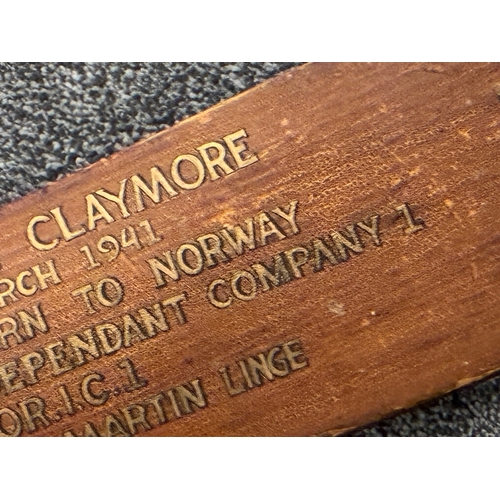 CLAYMORE
RCH 1941
RN TO NORWAY
EPENDANT COMPANY 1
OR.I.C.1
MARTIN LINGE